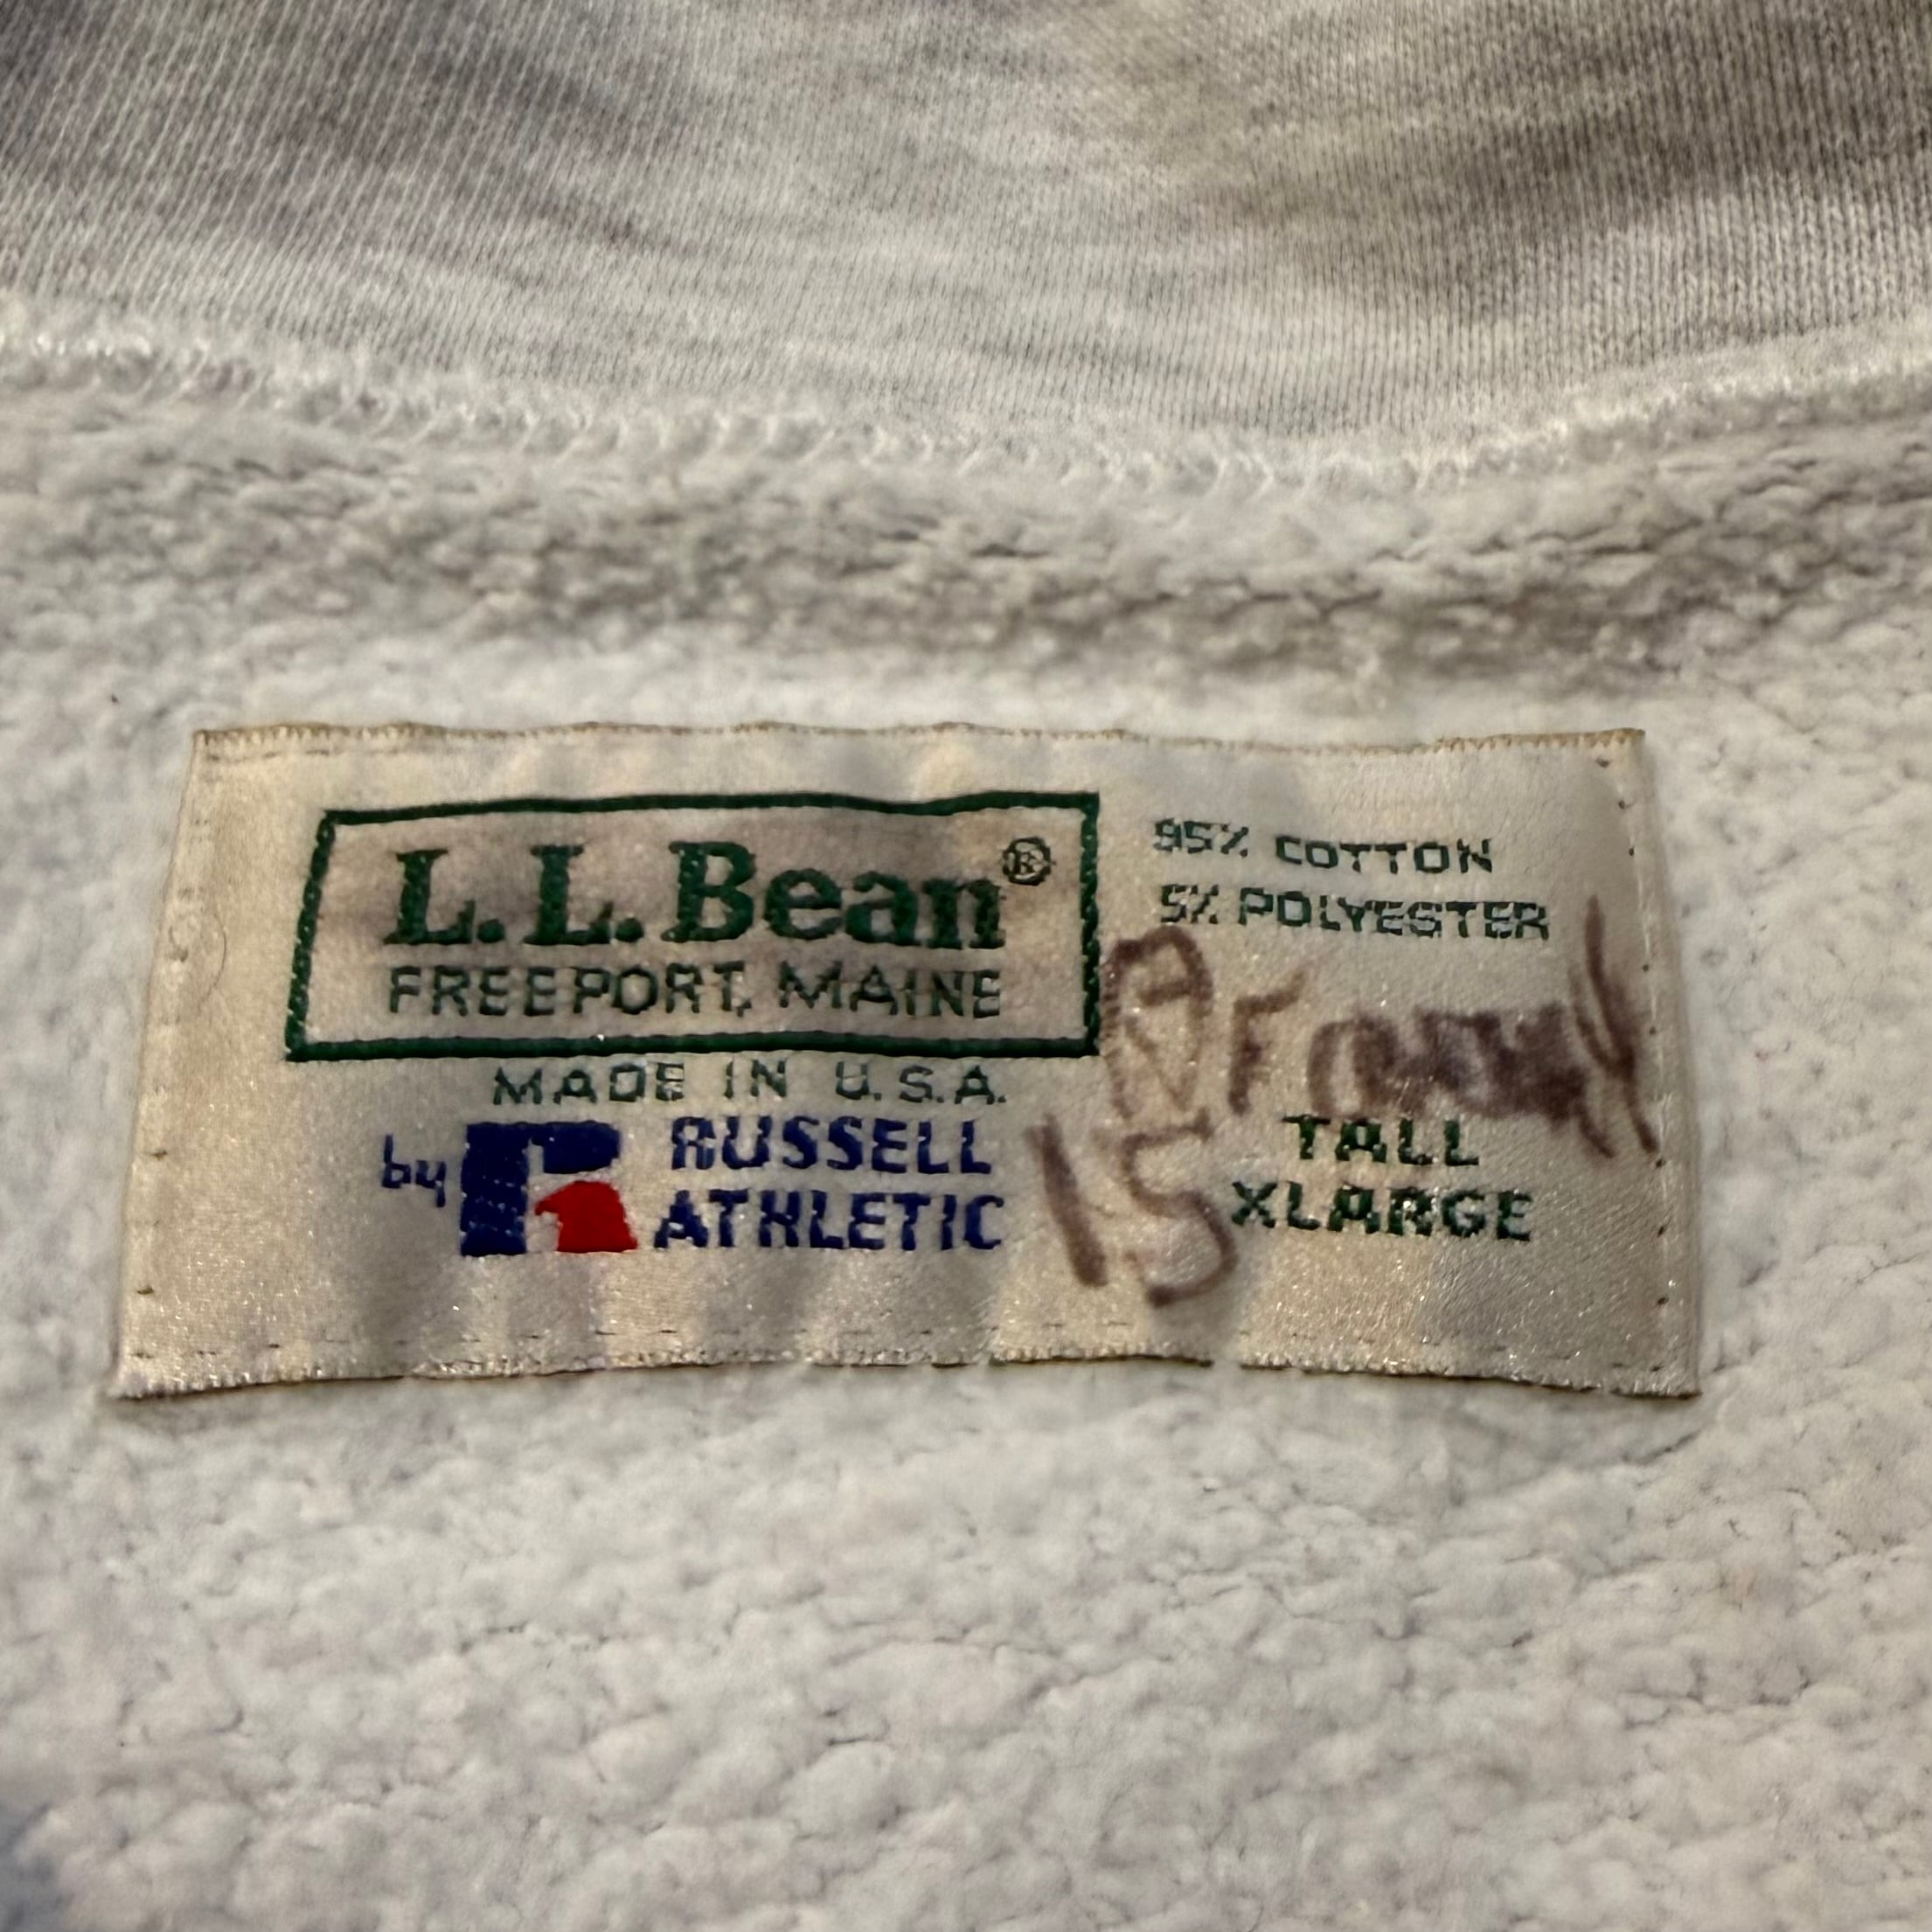 L.L.Bean®
FREEPORT, MAINE
MADE IN U.S.A.
by RUSSELL
ATHLETIC
95% COTTON
5% POLYESTER
TALL
XLARGE
15